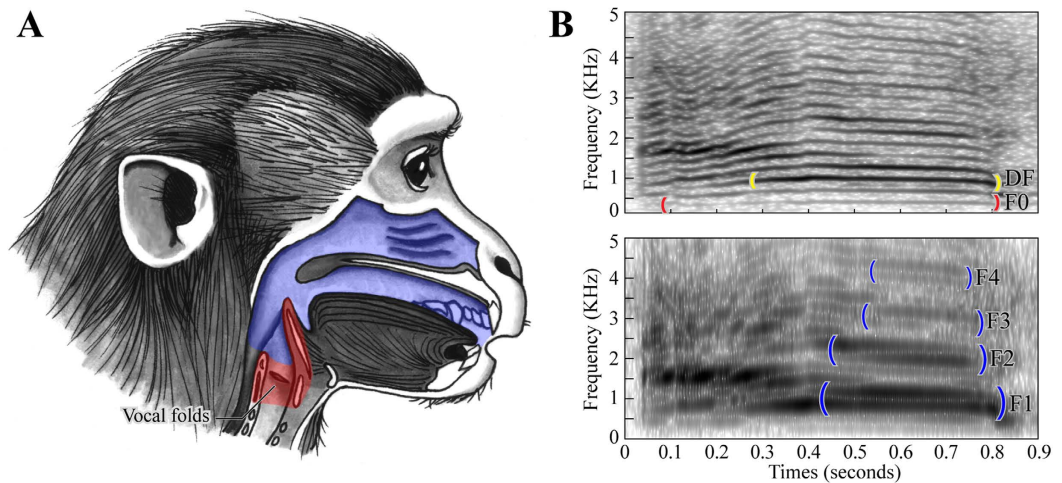 A
Vocal folds
B
Frequency (KHz)
5
4
3
2
1
0
DF
F0
Frequency (KHz)
5
4
3
2
1
0
F4
F3
F2
F1
0 0.1 0.2 0.3 0.4 0.5 0.6 0.7 0.8 0.9
Times (seconds)